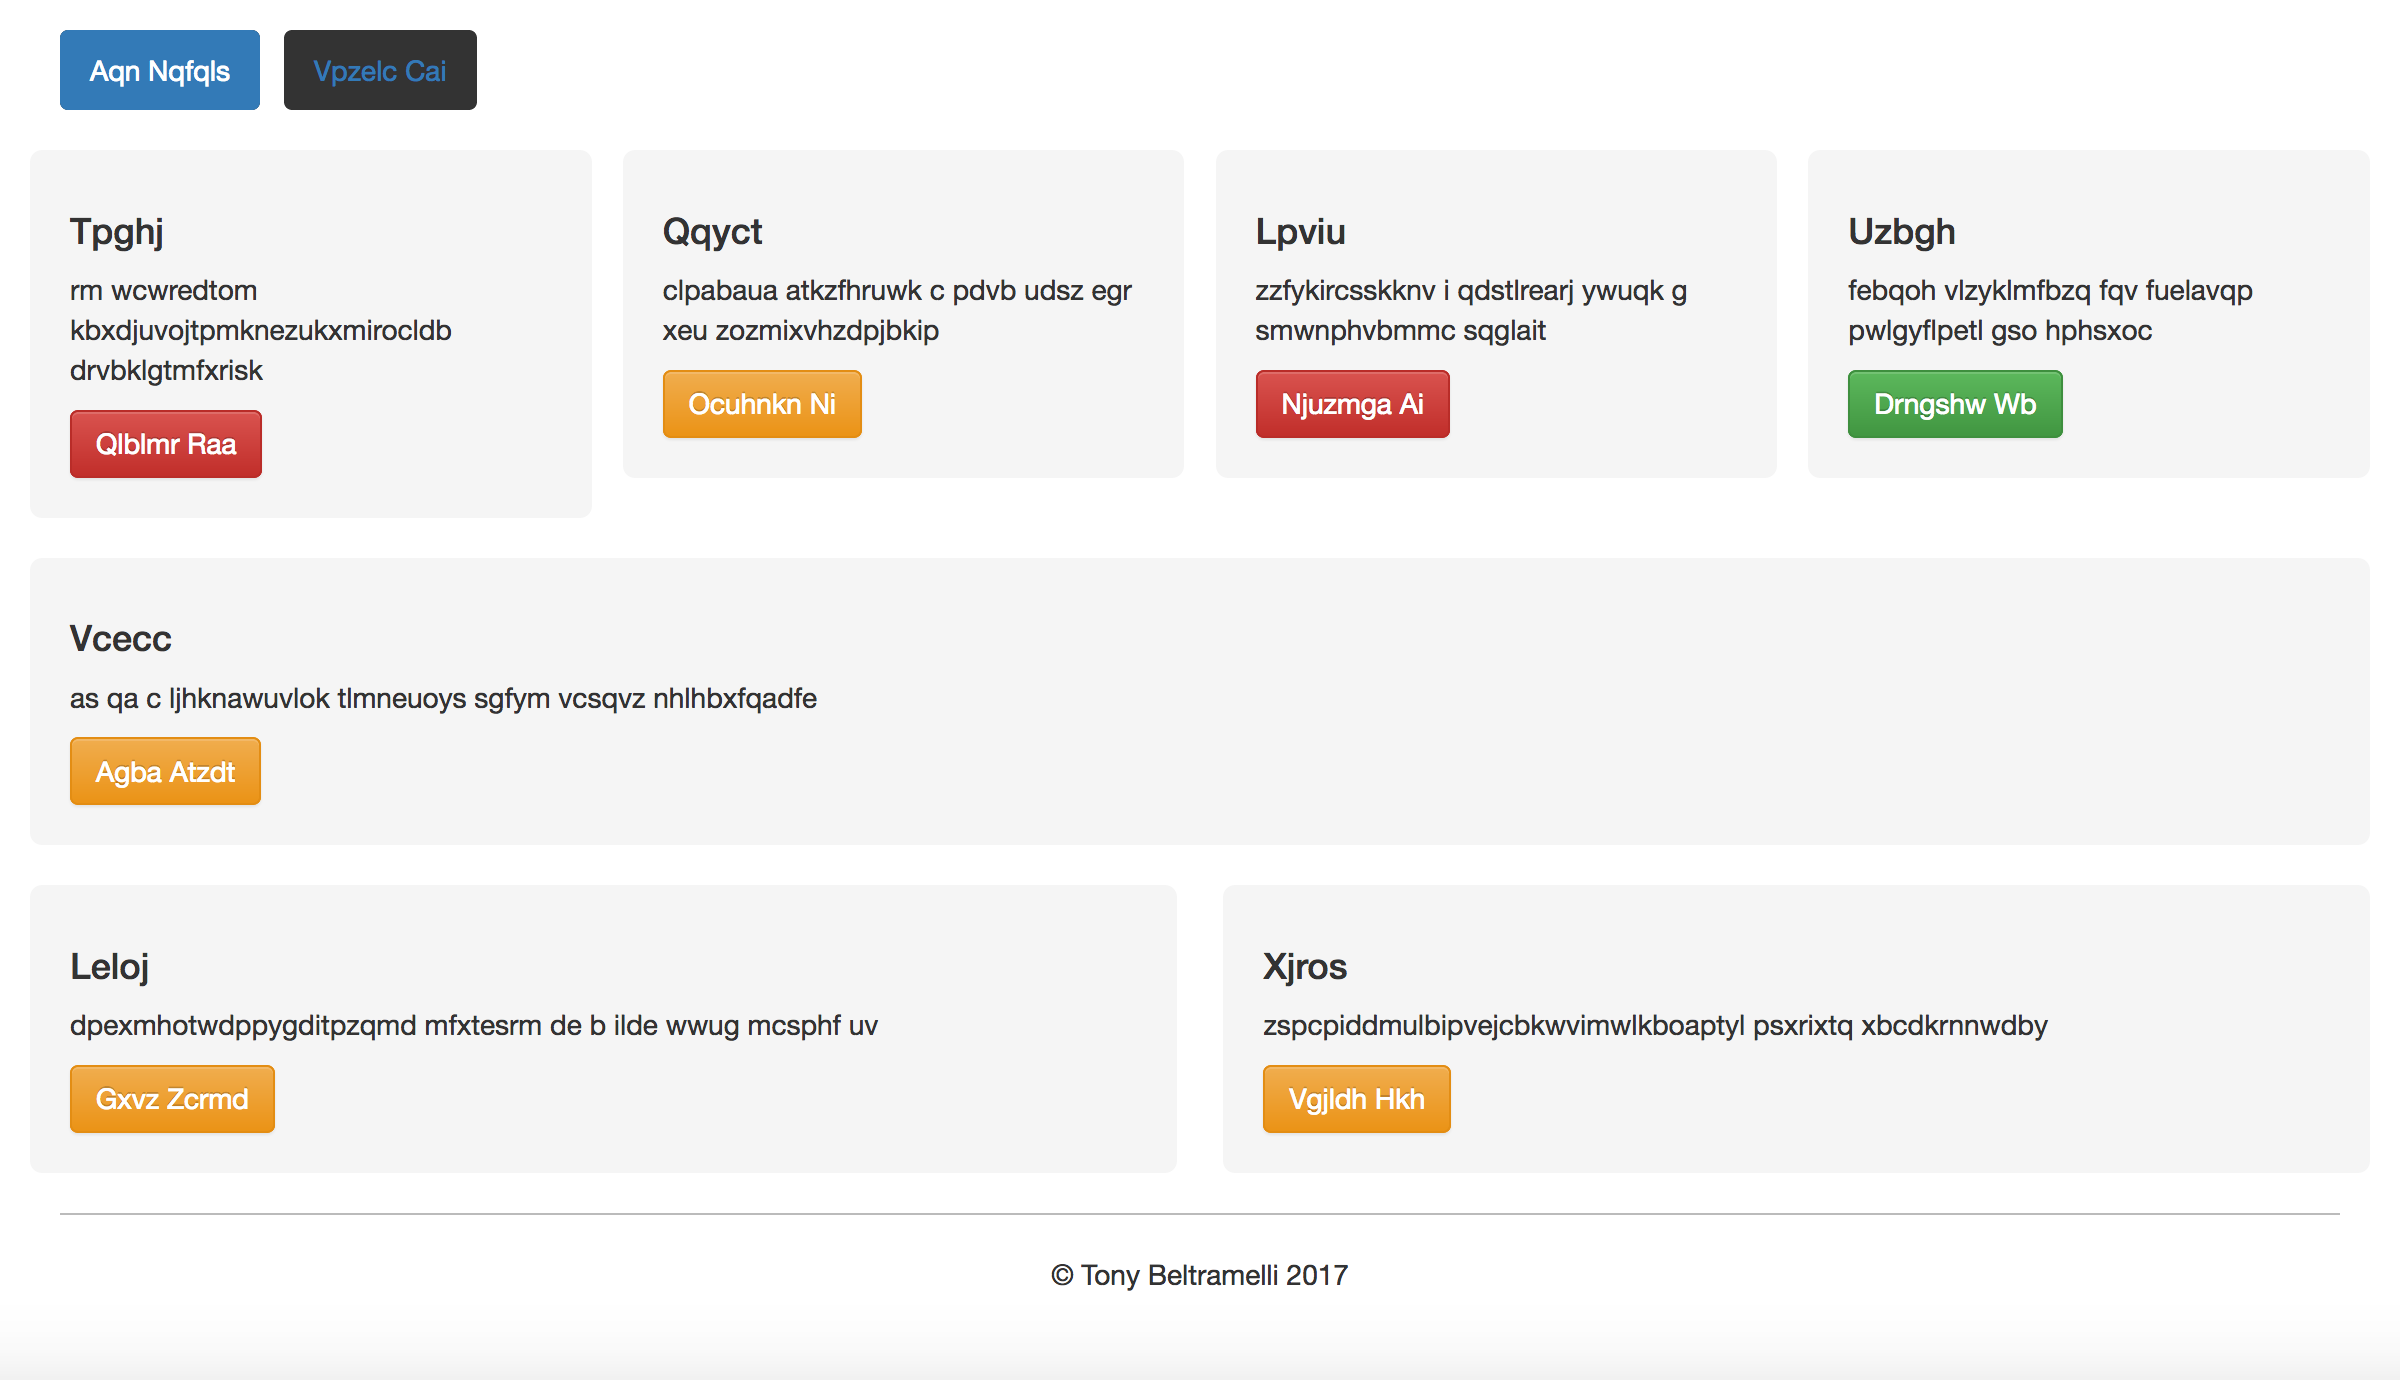 Aqn Nqfqls
Vpzelc Cai
Tpghj
rm wcwredtom
kbxdjuvojtpmknezukxmirocldb
drvbklgtmfxrisk
Qlblmr Raa
Qqyct
clpabaua atkzfhruwk c pdvb udsz egr
xeu zozmixvhzdpjbkip
Ocuhnkn Ni
Lpviu
zzfykircsskknv i qdstlrearj ywuqk g
smwnphvbmmc sqglait
Njuzmga Ai
Uzbgh
febqoh vlzyklmfbzq fqv fuelavqp
pwlgyflpetl gso hphsxoc
Drngshw Wb
Vcecc
as qa c ljhknawuvlok tlmneuoys sgfym vcsqvz nhlhbxfqadfe
Agba Atzdt
Leloj
dpexmhotwdppygditpzqmd mfxtesrm de b ilde wwug mcsphf uv
Gxvz Zcrmd
Xjros
zspcpiddmulbipvejcbkwvimwlkboaptyl psxrixtq xbcdkrnnwdby
Vgjldh Hkh
© Tony Beltramelli 2017